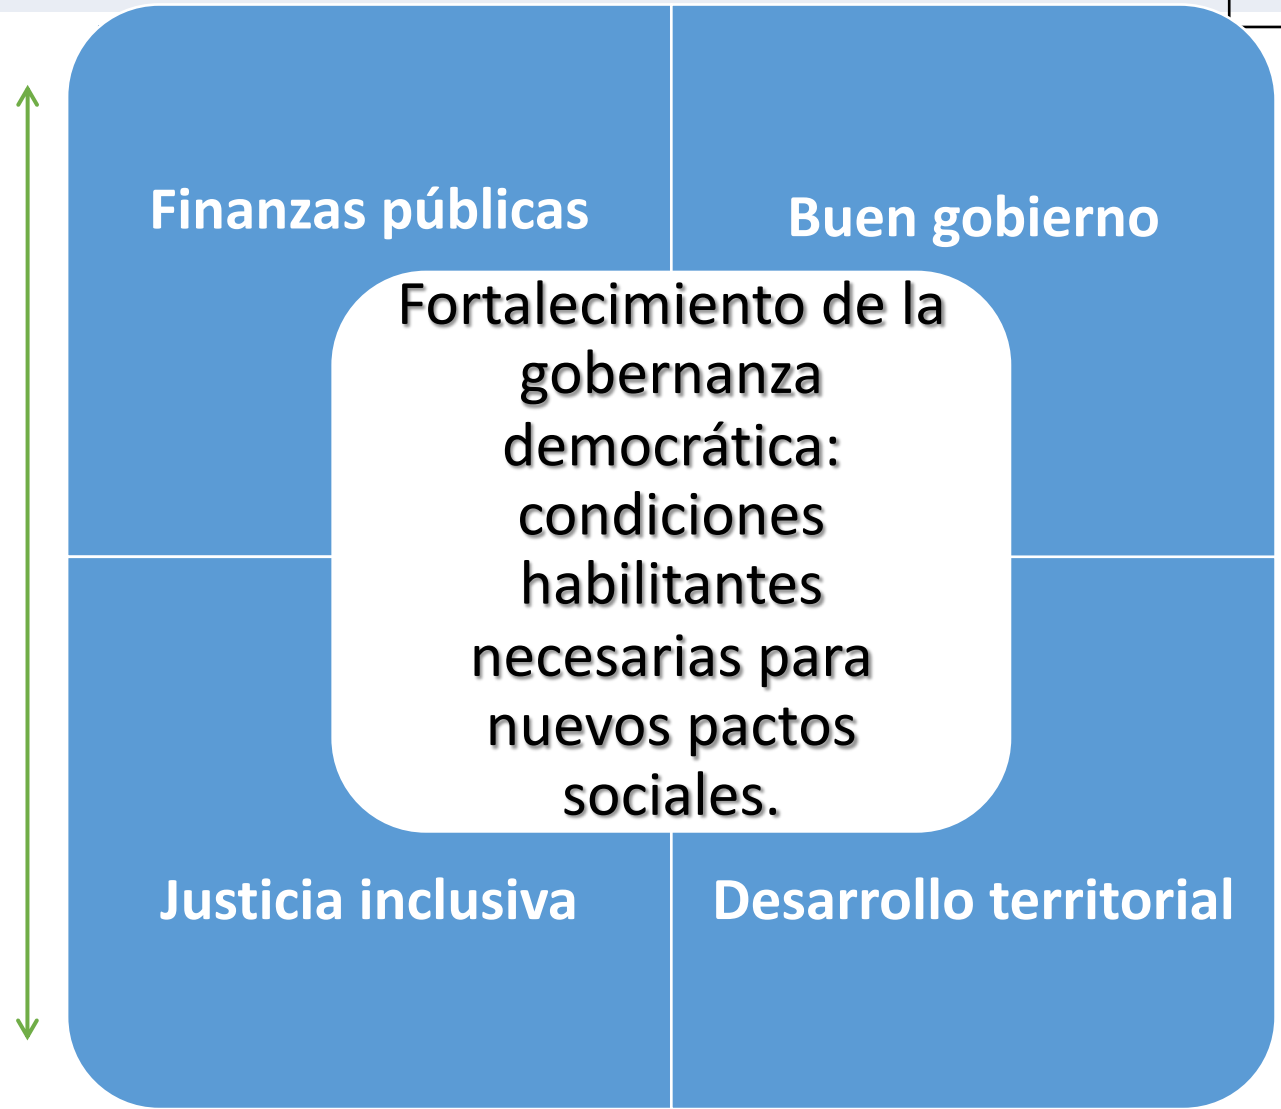 Finanzas públicas
Buen gobierno
Fortalecimiento de la
gobernanza
democrática:
condiciones
habilitantes
necesarias para
nuevos pactos
sociales.
Justicia inclusiva
Desarrollo territorial